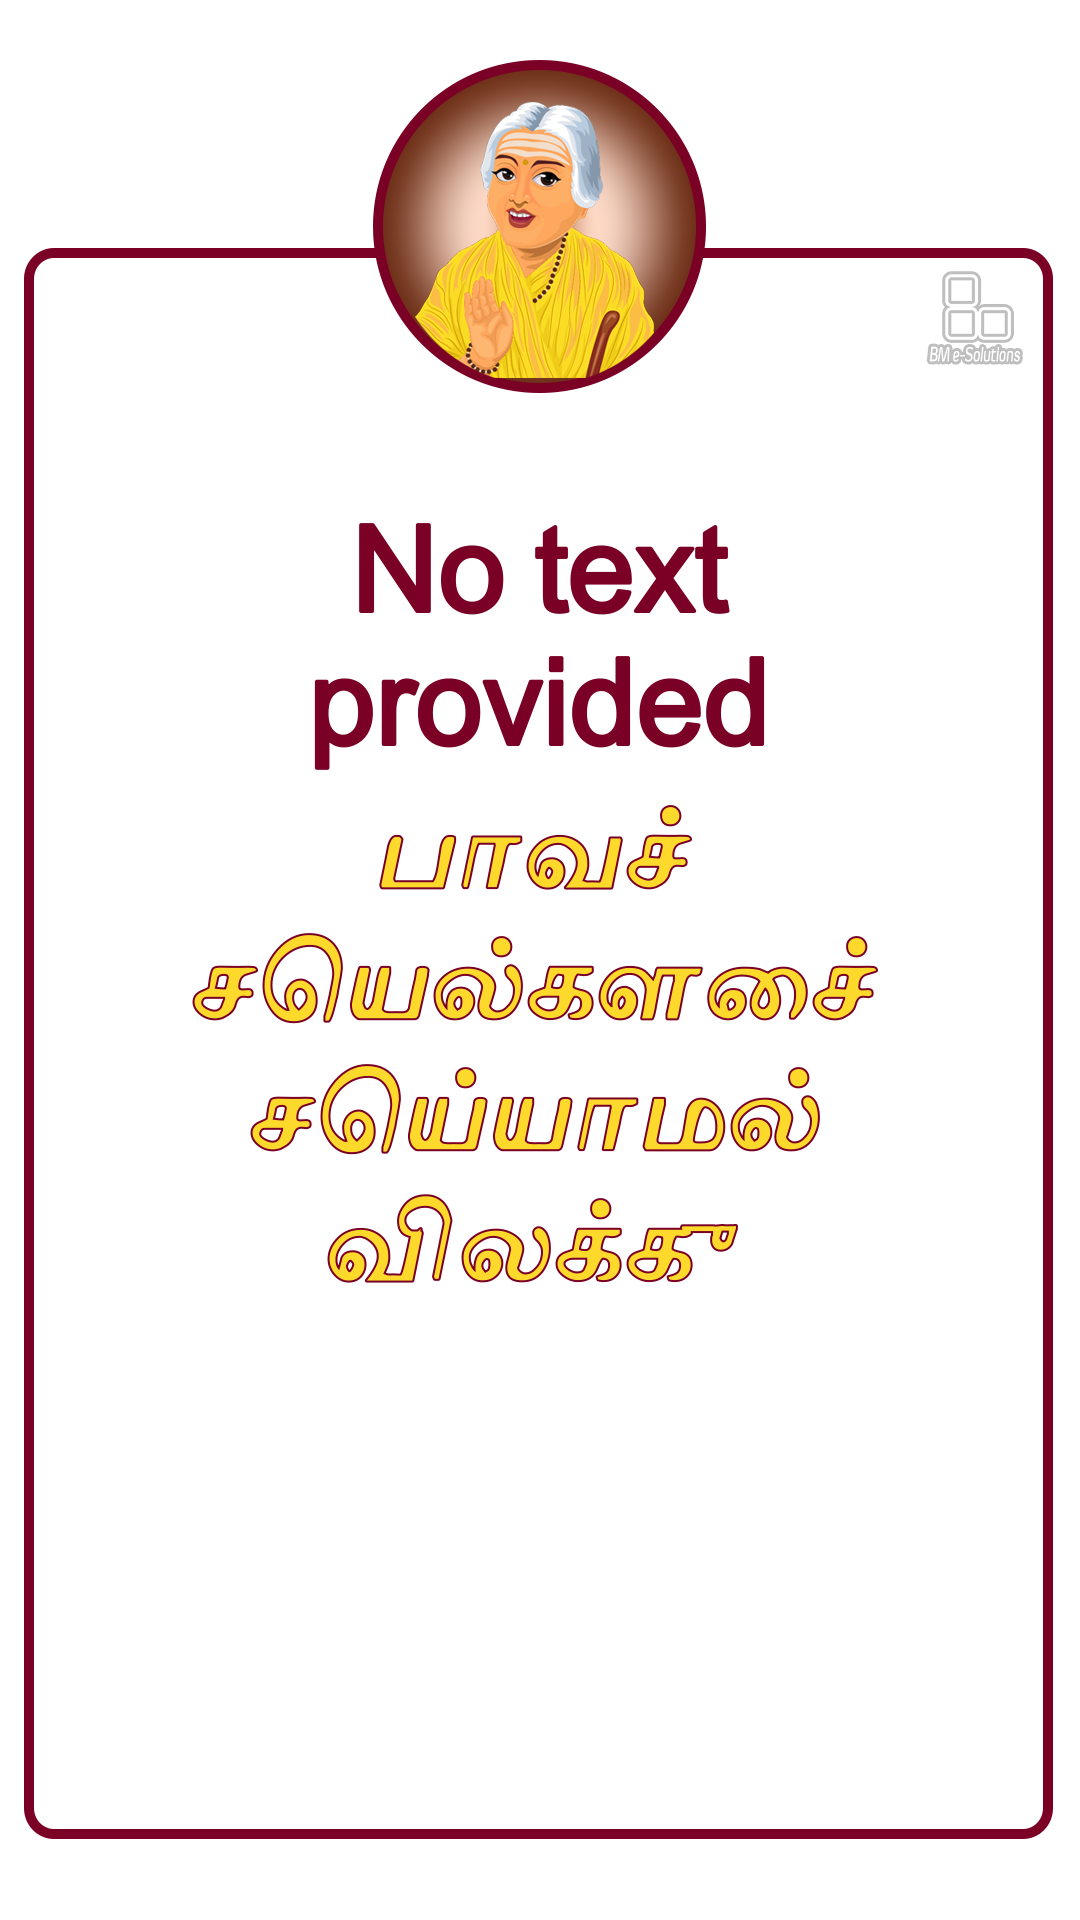 BM e-Solutions
No text
provided
பாவச்
செயல்களைச்
செய்யாமல்
விலக்கு